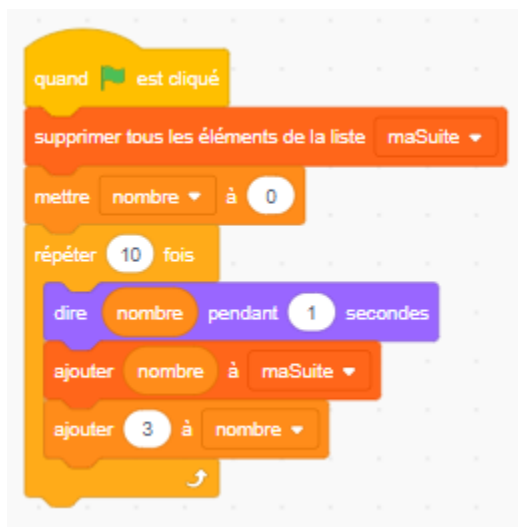 quand est cliqué
supprimer tous les éléments de la liste maSuite
mettre nombre à 0
répéter 10 fois
dire nombre pendant 1 secondes
ajouter nombre à maSuite
ajouter 3 à nombre